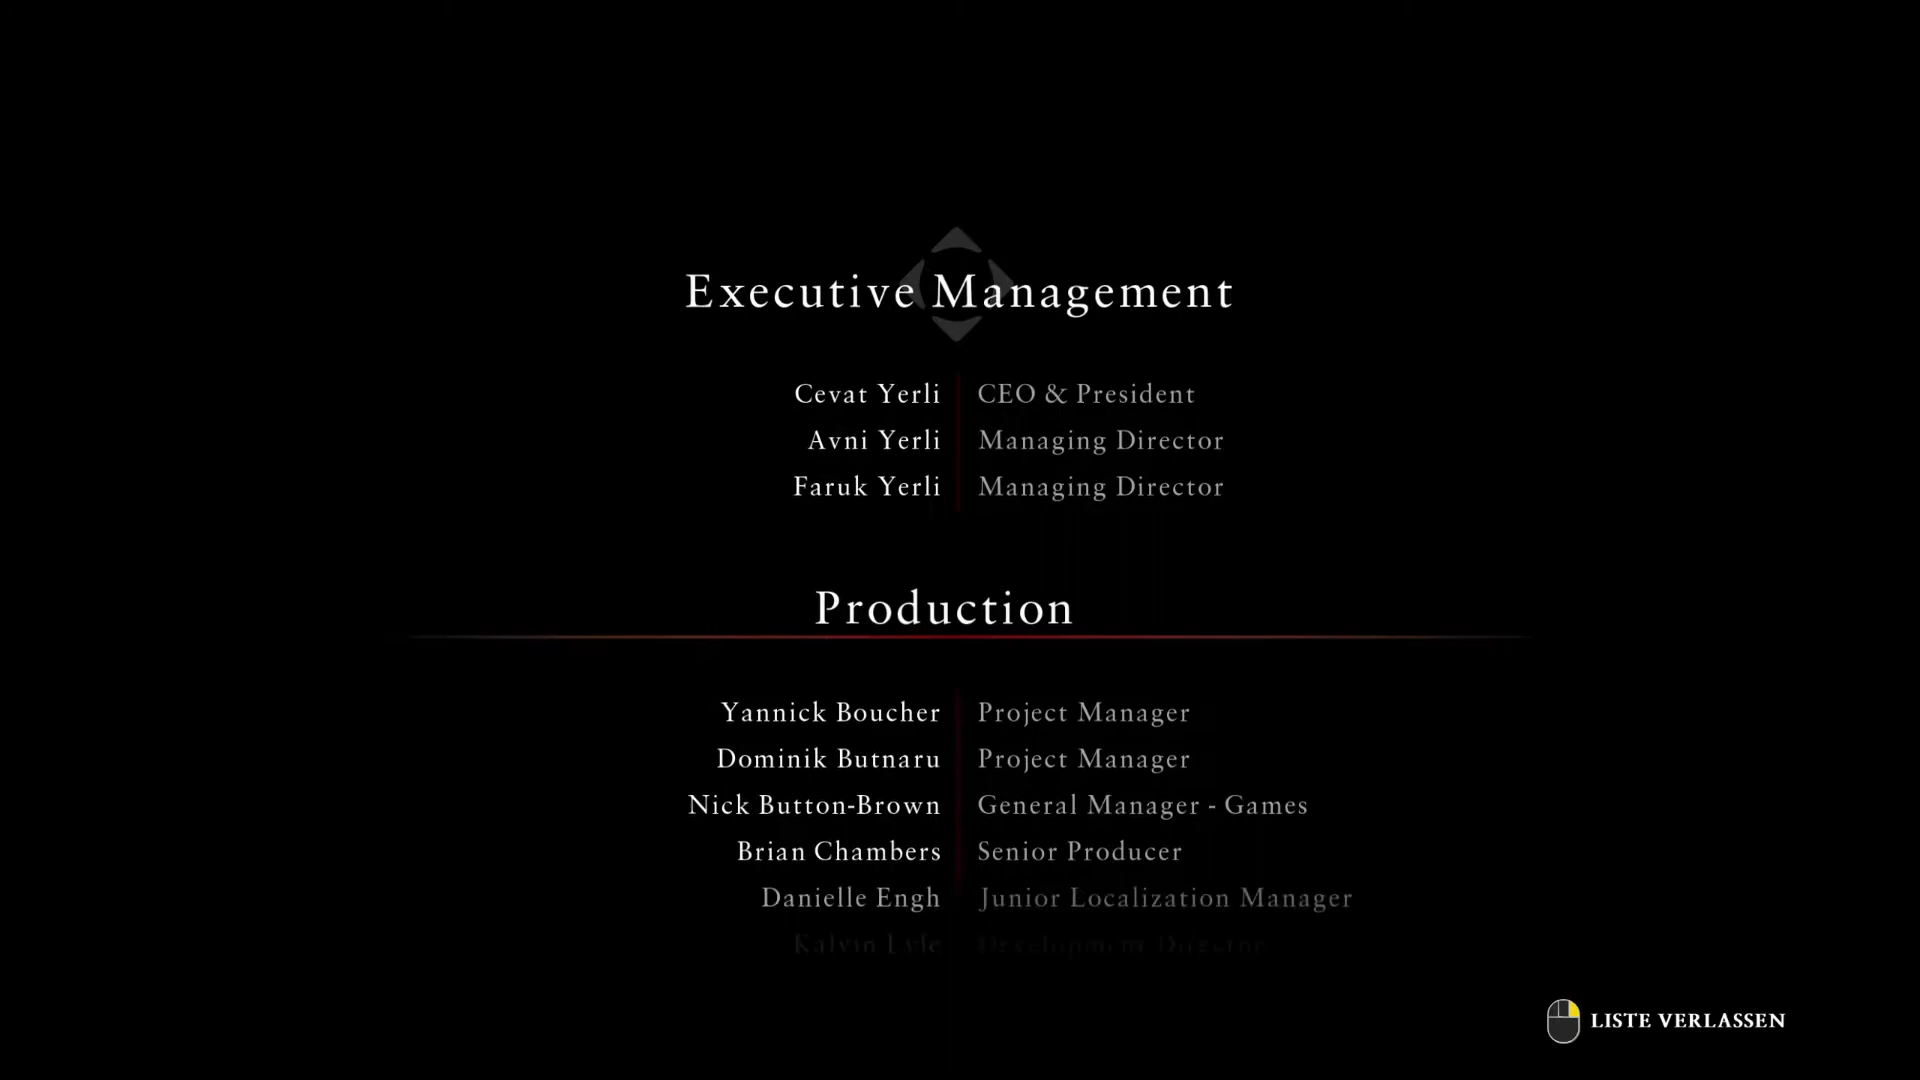 Executive Management
Cevat Yerli CEO & President
Avni Yerli Managing Director
Faruk Yerli Managing Director
Production
Yannick Boucher Project Manager
Dominik Butnaru Project Manager
Nick Button-Brown General Manager - Games
Brian Chambers Senior Producer
Danielle Engh Junior Localization Manager
Development Director
LISTE VERLASSEN